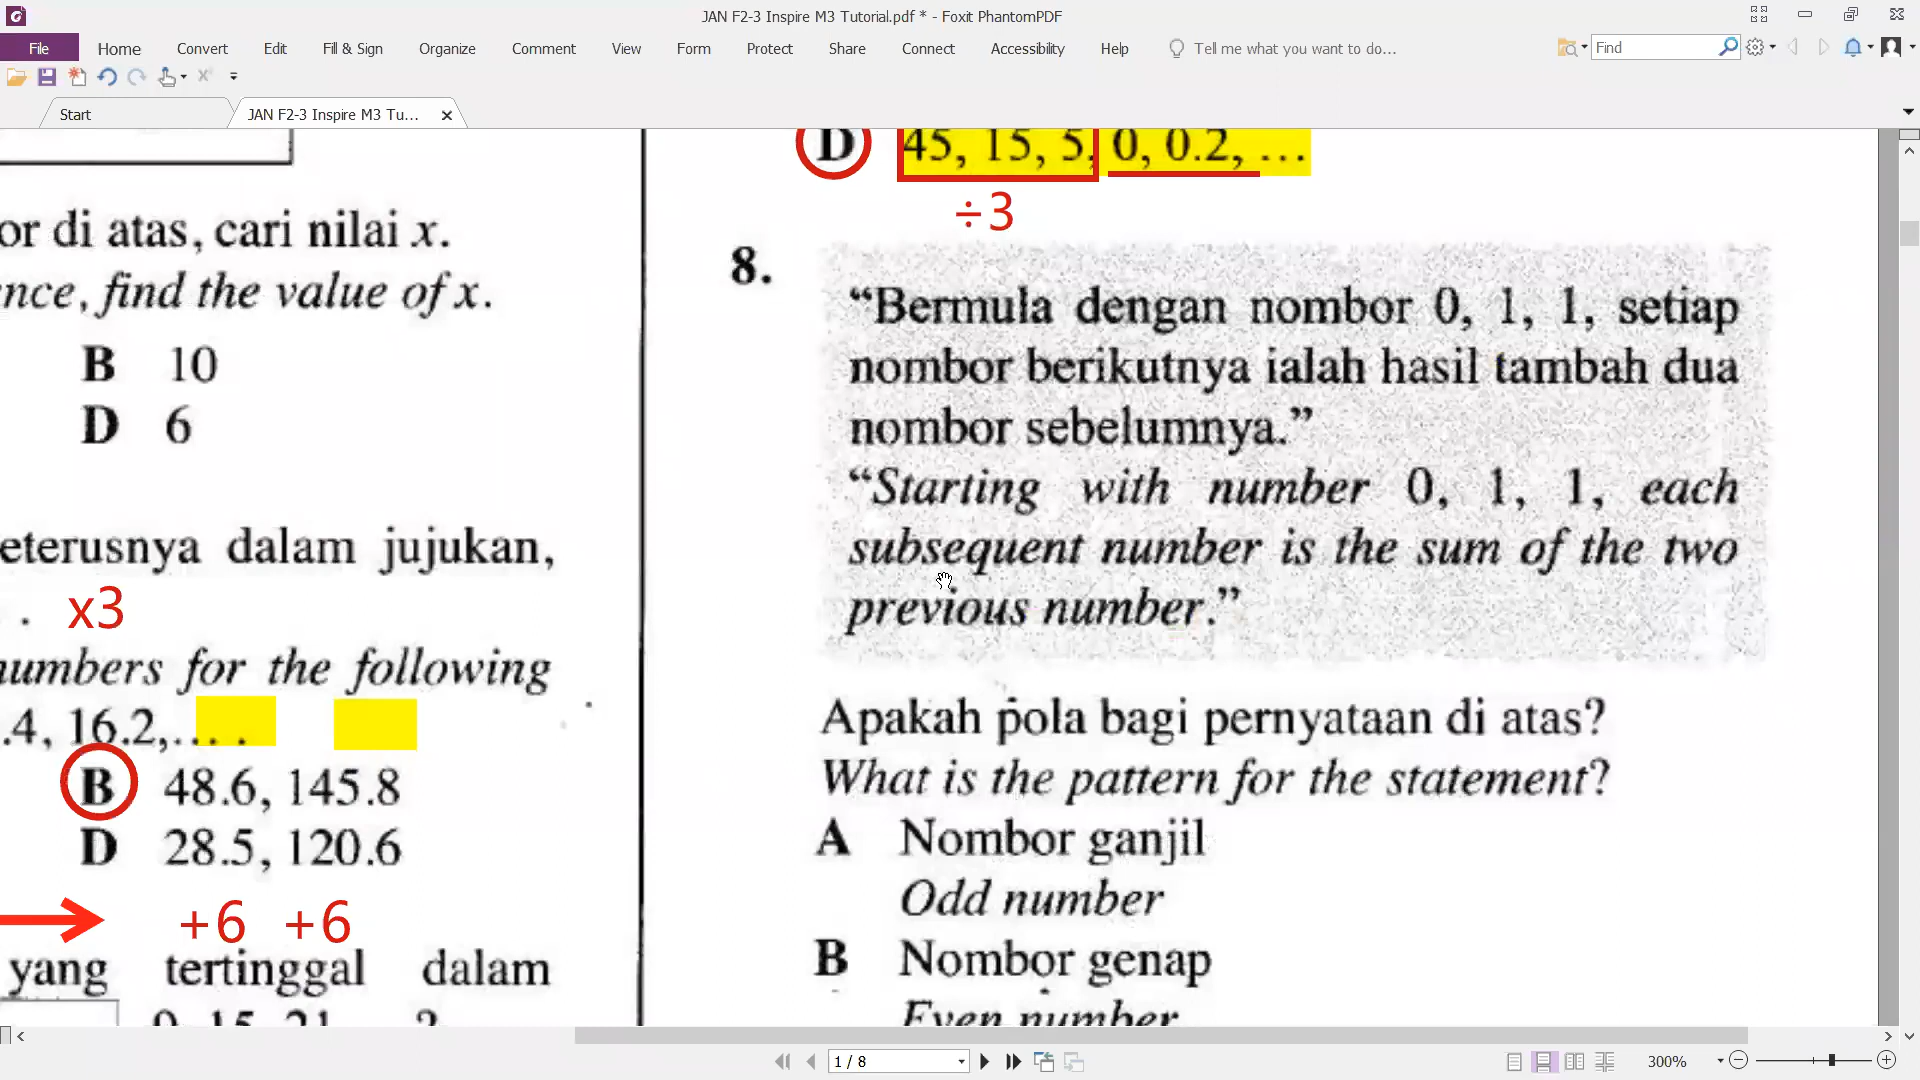 JAN F2-3 Inspire M3 Tutorial.pdf * - Foxit PhantomPDF
File Home Convert Edit Fill & Sign Organize Comment View Form Protect Share Connect Accessibility Help Tell me what you want to do... Find
Start JAN F2-3 Inspire M3 Tu...
or di atas, cari nilai x.
nce, find the value of x.
B 10
D 6
eterusnya dalam jujukan,
. x3
numbers for the following
.4, 16.2,... .
B 48.6, 145.8
D 28.5, 120.6
+6 +6
yang tertinggal dalam
9, 15, 21 ?
D 45, 15, 5, 0, 0.2, ...
÷3
8.
“Bermula dengan nombor 0, 1, 1, setiap
nombor berikutnya ialah hasil tambah dua
nombor sebelumnya.”
“Starting with number 0, 1, 1, each
subsequent number is the sum of the two
previous number.”
Apakah pola bagi pernyataan di atas?
What is the pattern for the statement?
A Nombor ganjil
Odd number
B Nombor genap
Even number
1 / 8
300%